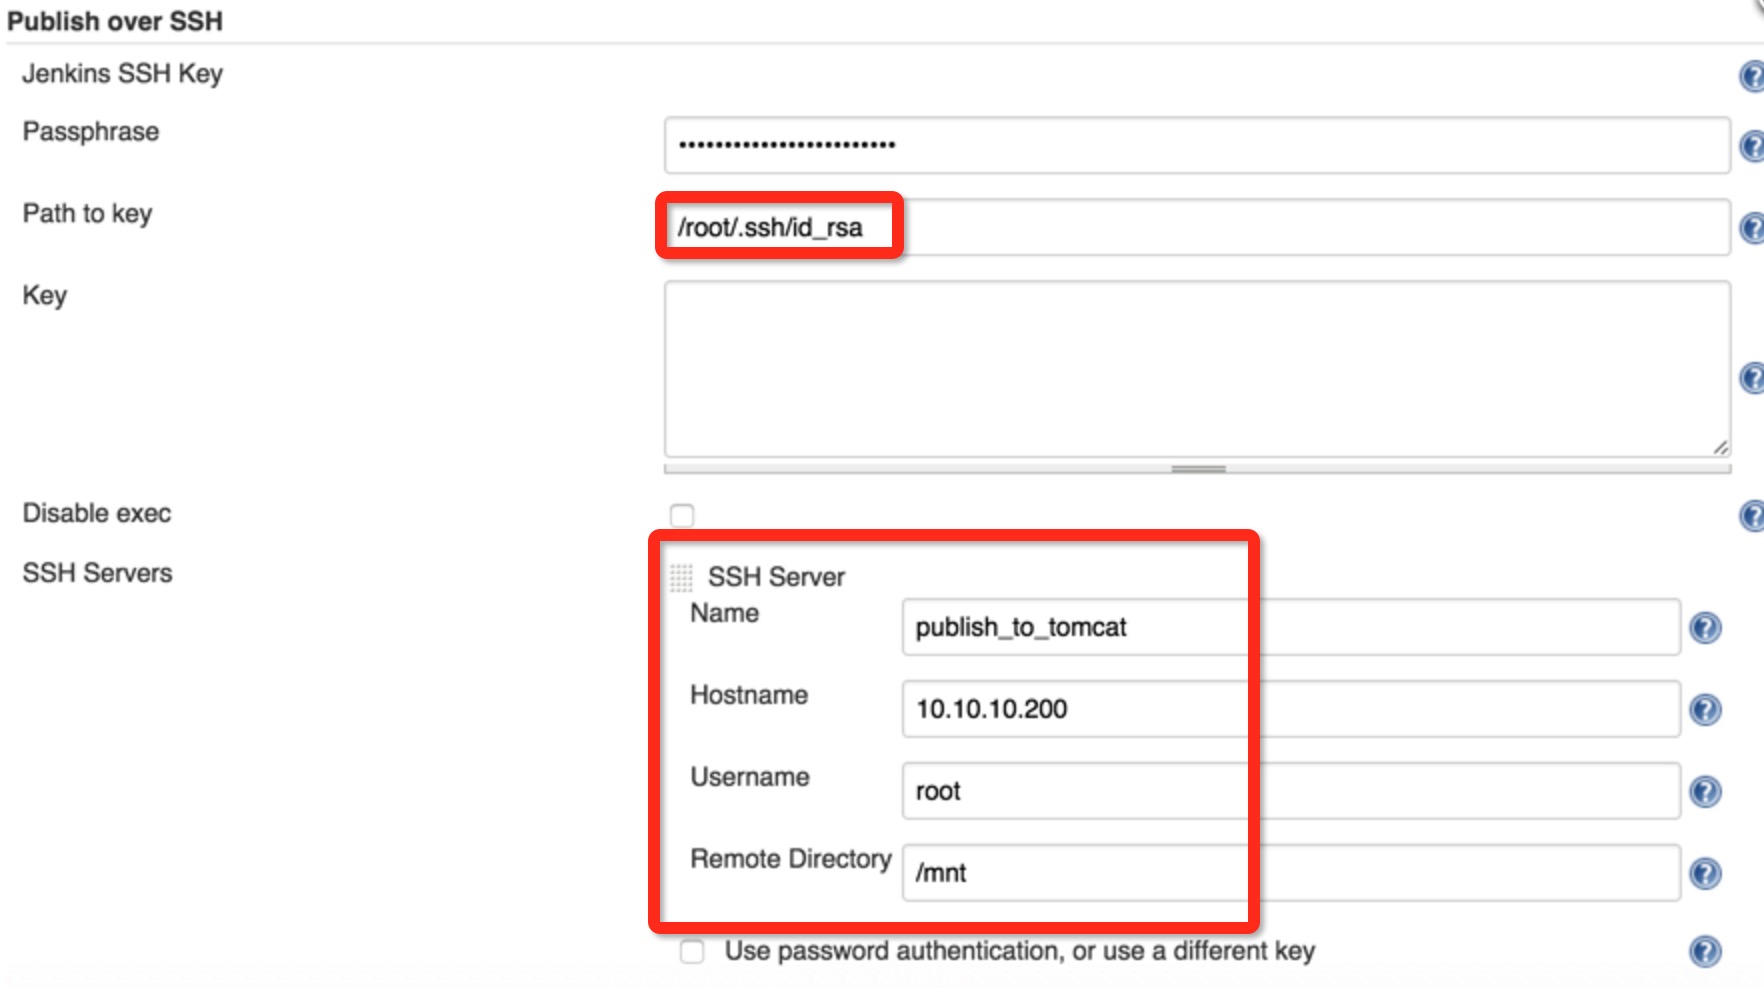 Publish over SSH
Jenkins SSH Key
Passphrase
Path to key
/root/.ssh/id_rsa
Key
Disable exec
SSH Servers
SSH Server
Name
publish_to_tomcat
Hostname
10.10.10.200
Username
root
Remote Directory
/mnt
Use password authentication, or use a different key